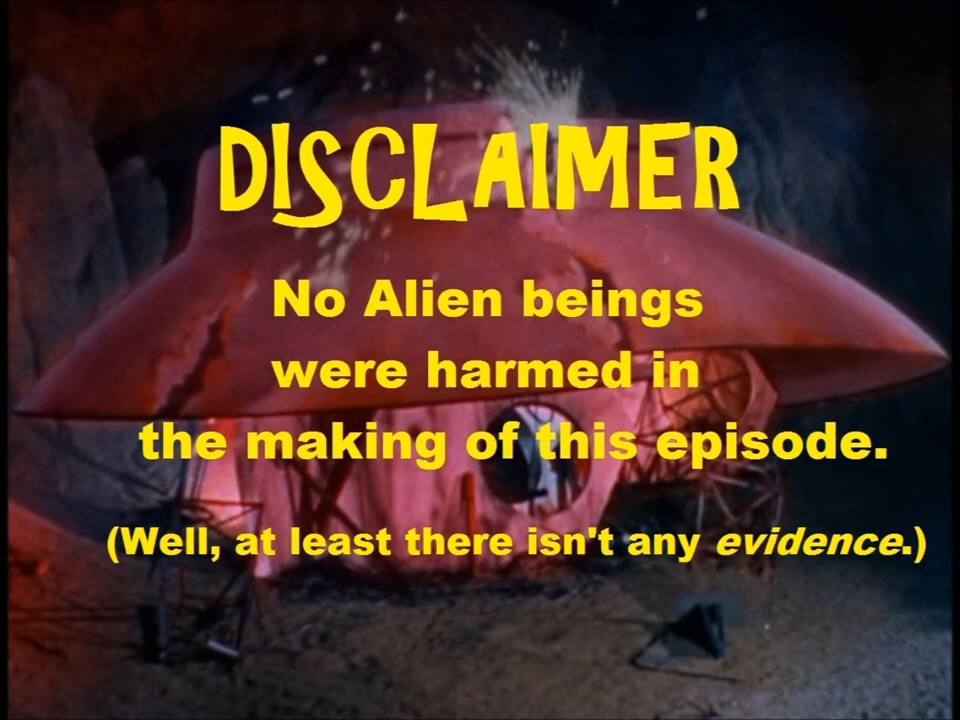 DISCLAIMER
No Alien beings
were harmed in
the making of this episode.
(Well, at least there isn't any evidence.)